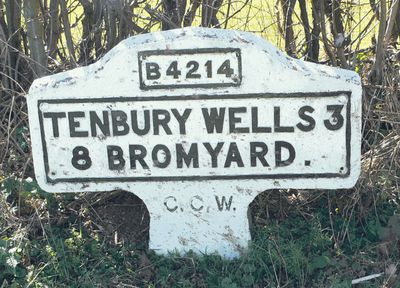 B4214
TENBURY WELLS 3
8 BROMYARD.
C.C.W.